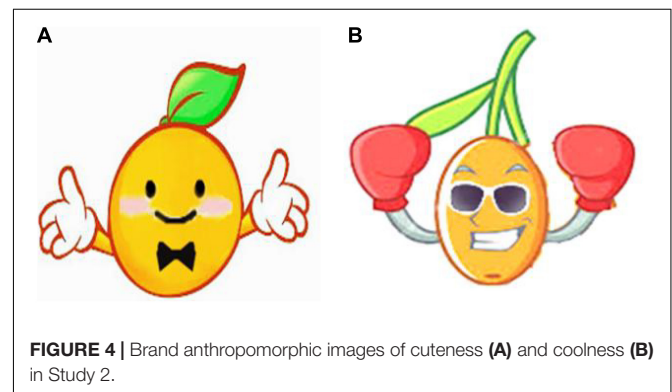 A
B
FIGURE 4 | Brand anthropomorphic images of cuteness (A) and coolness (B)
in Study 2.